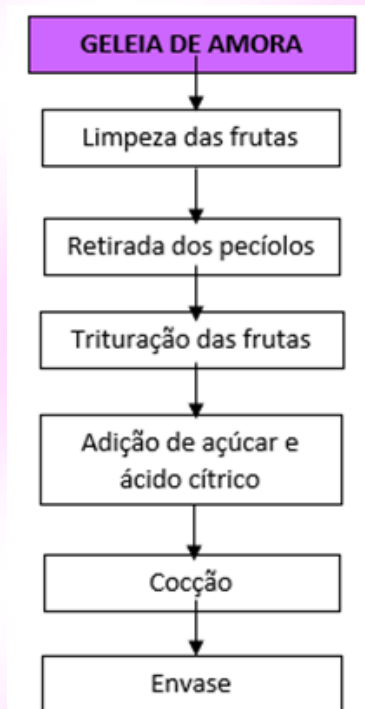 GELEIA DE AMORA
Limpeza das frutas
Retirada dos pecíolos
Trituração das frutas
Adição de açúcar e
ácido cítrico
Cocção
Envase